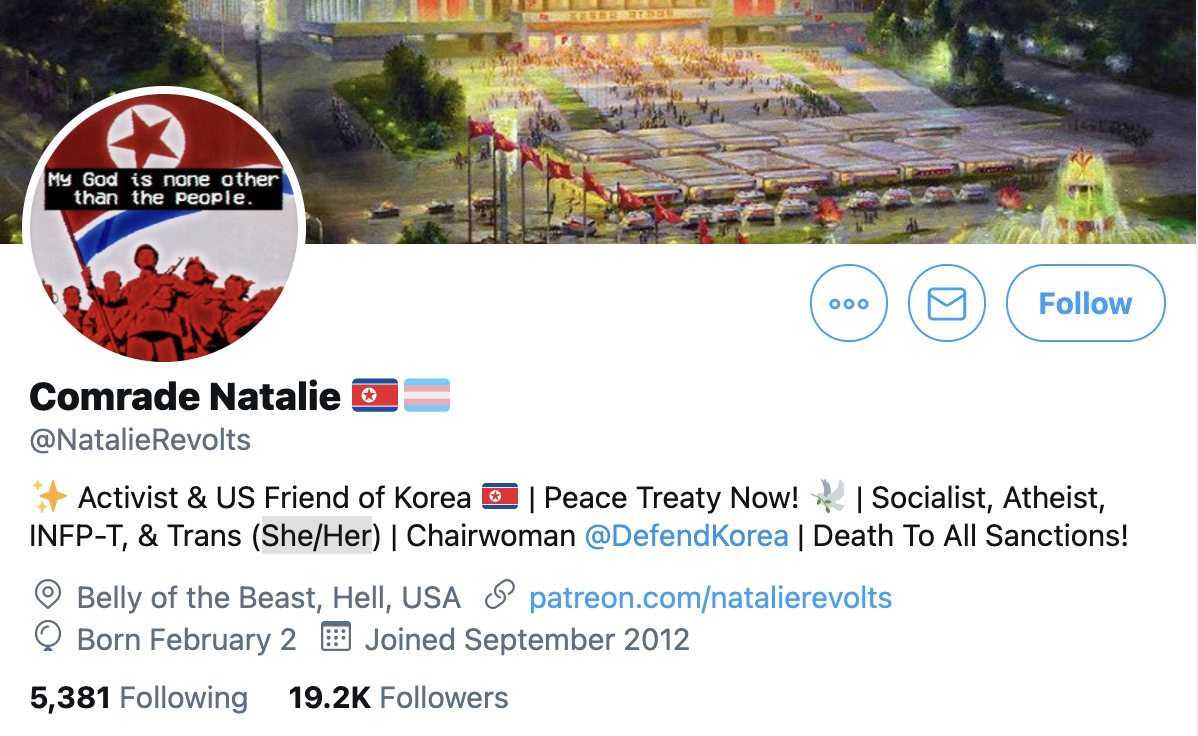 My God is none other
than the people.
Follow
Comrade Natalie 🇰🇵
@NatalieRevolts
✨ Activist & US Friend of Korea 🇰🇵 | Peace Treaty Now! 🕊 | Socialist, Atheist,
INFP-T, & Trans (She/Her) | Chairwoman @DefendKorea | Death To All Sanctions!
Belly of the Beast, Hell, USA patreon.com/natalierevolts
Born February 2 Joined September 2012
5,381 Following 19.2K Followers